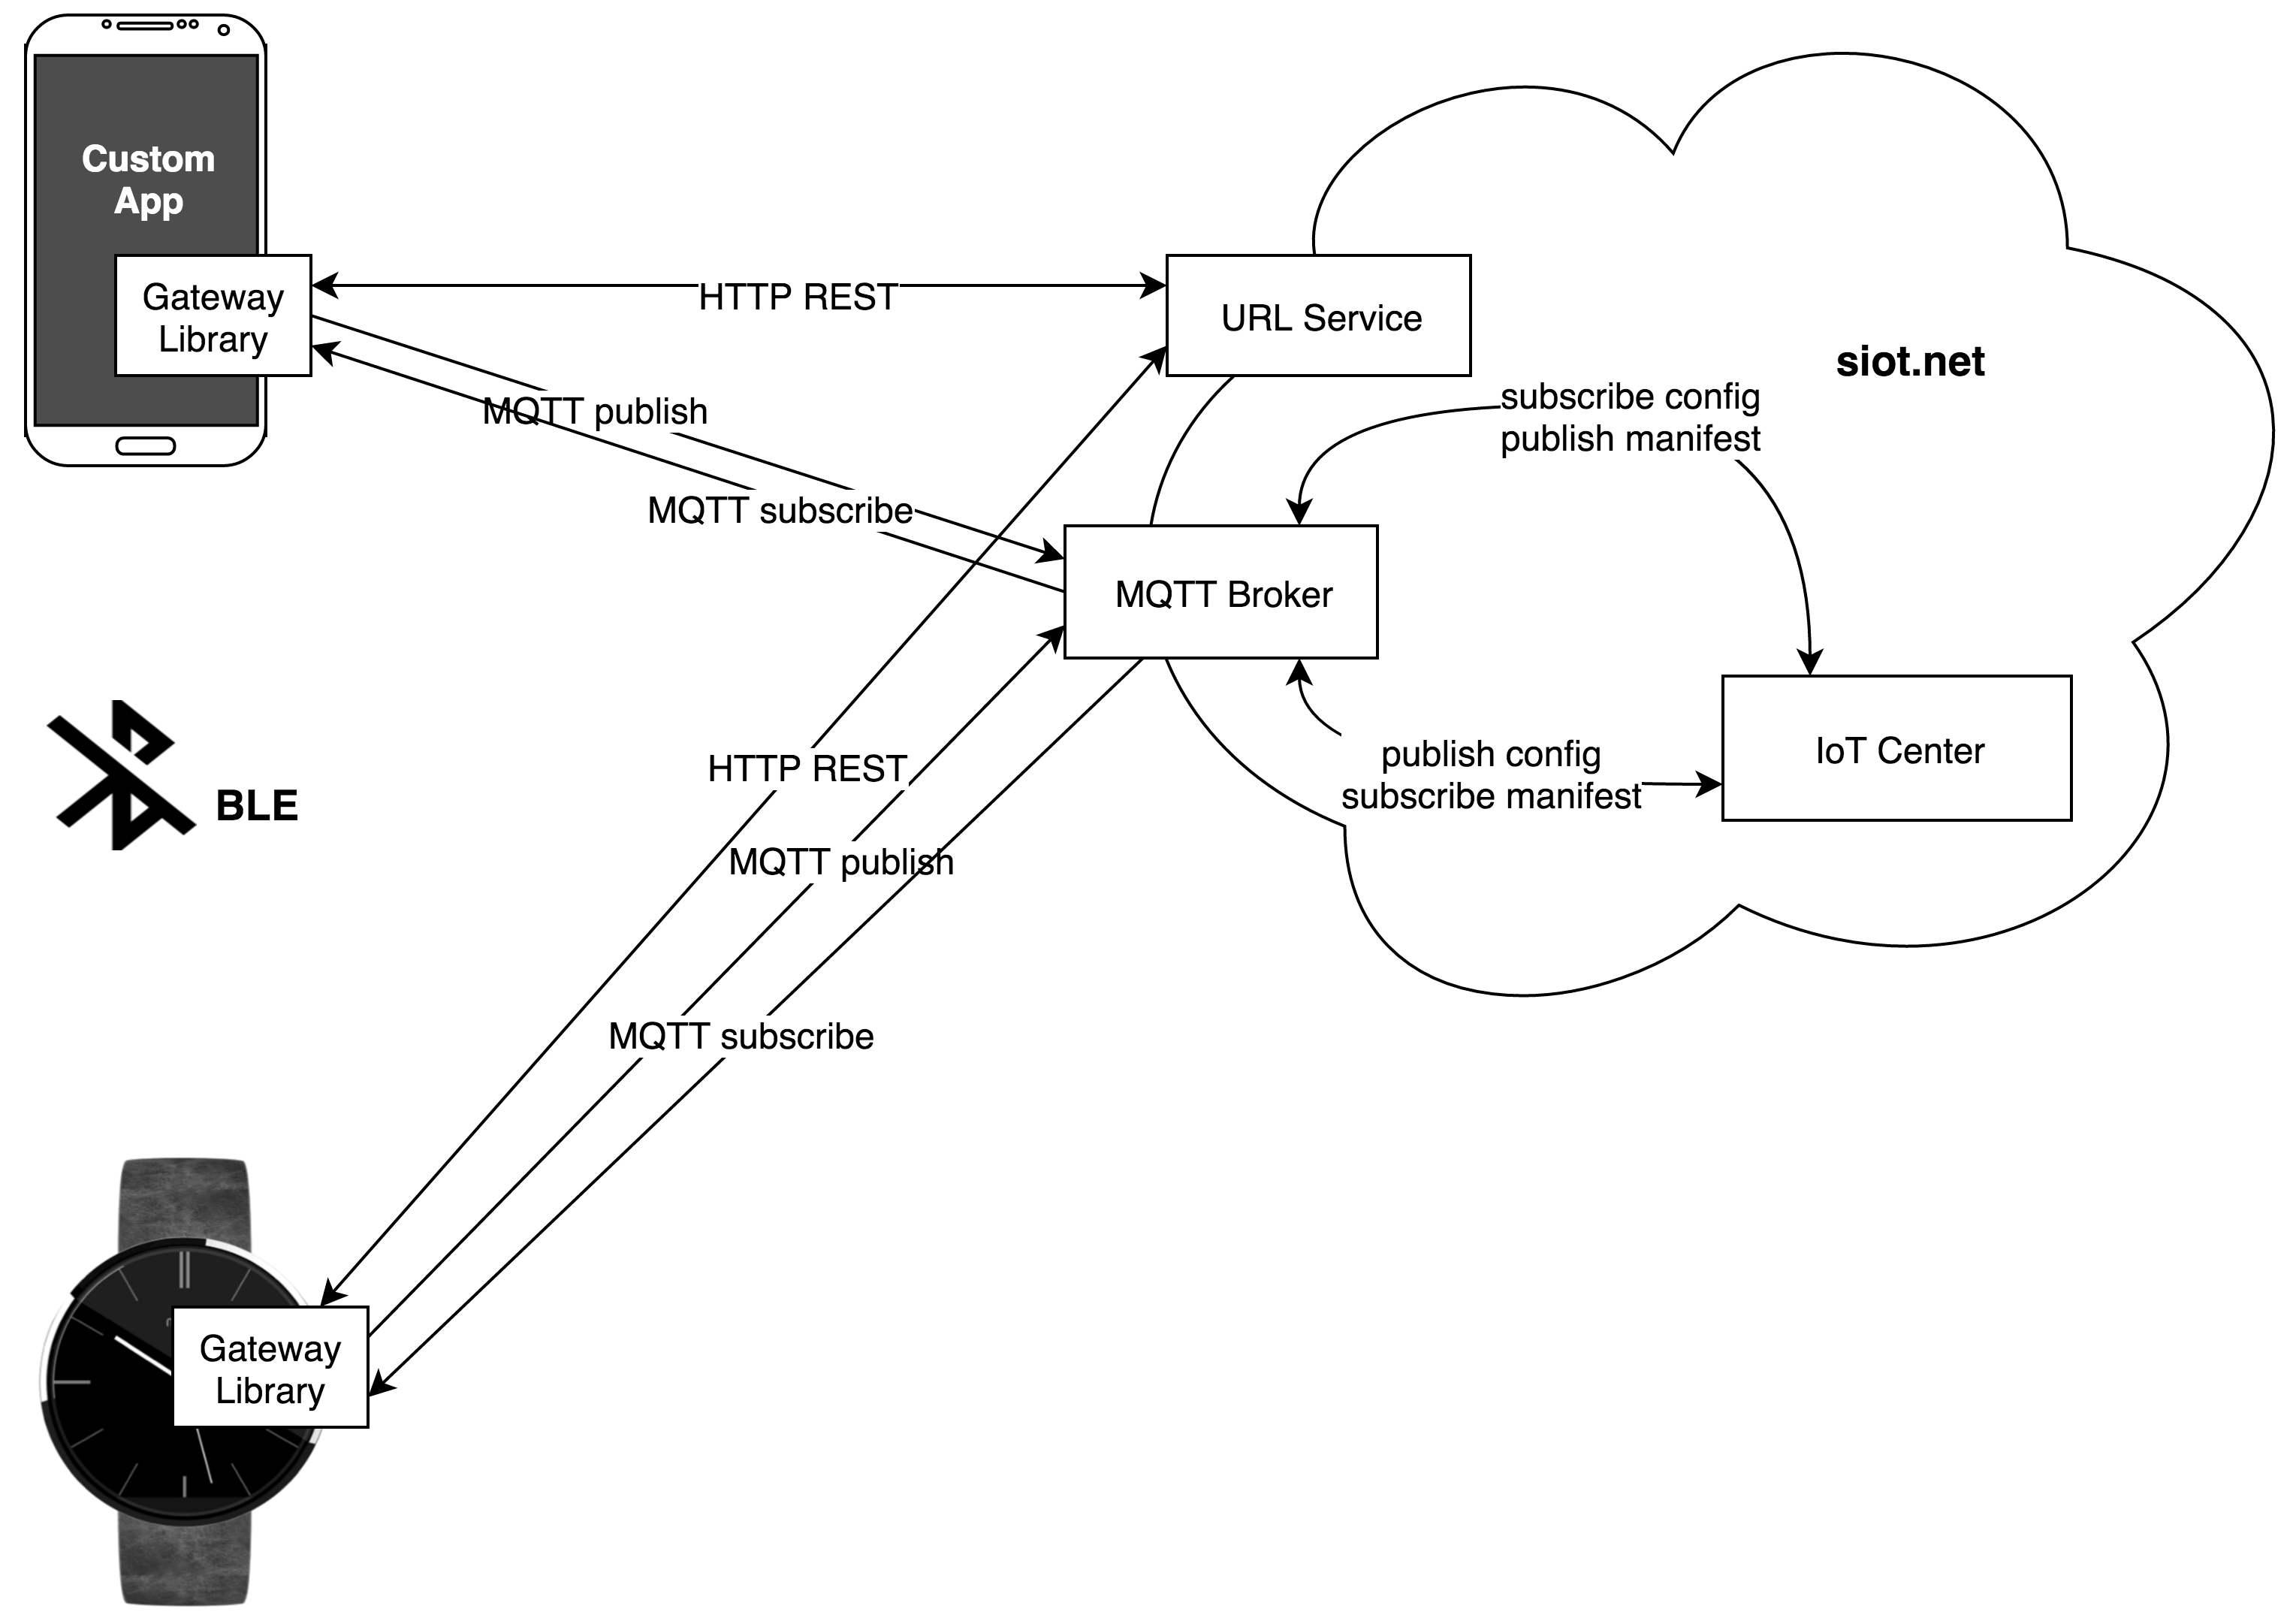 Custom
App
Gateway
Library
HTTP REST
URL Service
siot.net
MQTT publish
subscribe config
publish manifest
MQTT subscribe
MQTT Broker
HTTP REST
BLE
publish config
subscribe manifest
IoT Center
MQTT publish
MQTT subscribe
Gateway
Library